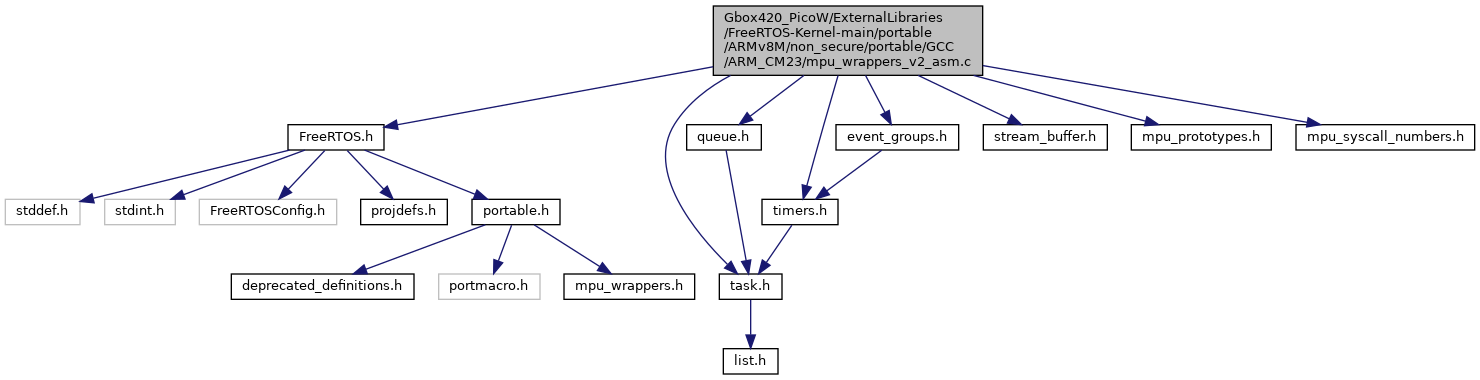 Gbox420_PicoW/ExternalLibraries
/FreeRTOS-Kernel-main/portable
/ARMv8M/non_secure/portable/GCC
/ARM_CM23/mpu_wrappers_v2_asm.c
FreeRTOS.h
queue.h
event_groups.h
stream_buffer.h
mpu_prototypes.h
mpu_syscall_numbers.h
stddef.h
stdint.h
FreeRTOSConfig.h
projdefs.h
portable.h
timers.h
deprecated_definitions.h
portmacro.h
mpu_wrappers.h
task.h
list.h